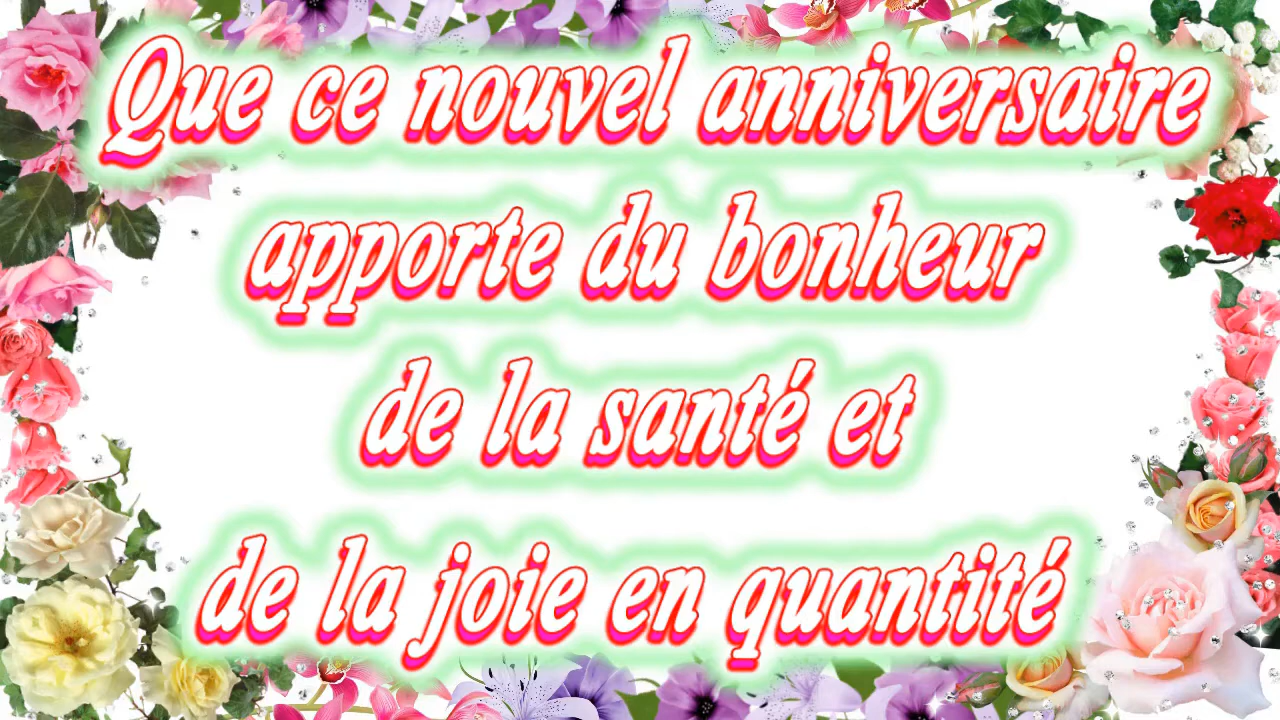 Que ce nouvel anniversaire
apporte du bonheur
de la santé et
de la joie en quantité